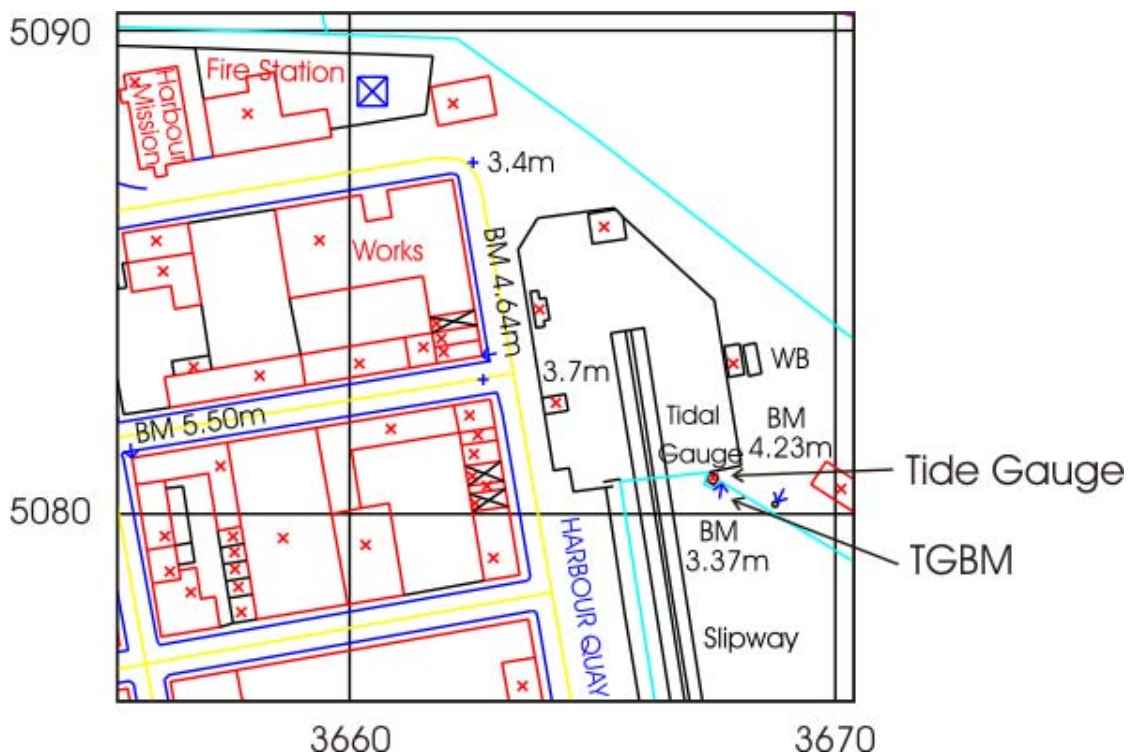 5090
Fire Station
Harbour
Mission
3.4m
BM 4.64m
Works
3.7m
WB
BM 5.50m
Tidal
Gauge
BM
4.23m
Tide Gauge
5080
BM
3.37m
TGBM
HARBOUR QUAY
Slipway
3660
3670